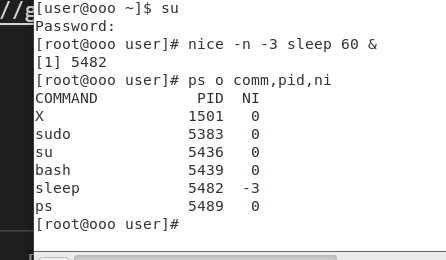 //g
[user@ooo ~]$ su
Password:
[root@ooo user]# nice -n -3 sleep 60 &
[1] 5482
[root@ooo user]# ps o comm,pid,ni
COMMAND           PID  NI
X                1501   0
sudo             5383   0
su               5436   0
bash             5439   0
sleep            5482  -3
ps               5489   0
[root@ooo user]#